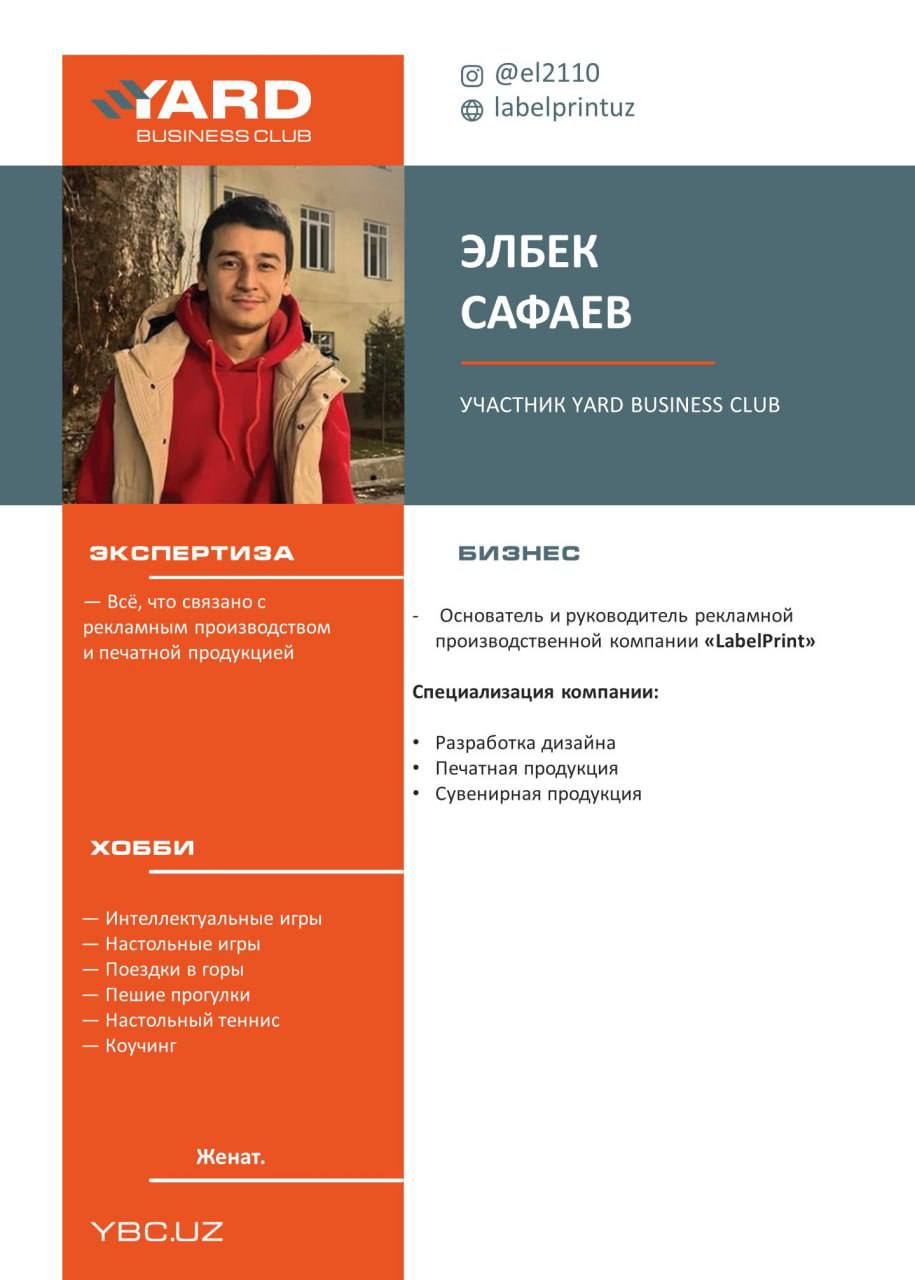 YARD
BUSINESS CLUB
@el2110
labelprintuz
ЭЛБЕК
САФАЕВ
УЧАСТНИК YARD BUSINESS CLUB
ЭКСПЕРТИЗА
— Всё, что связано с
рекламным производством
и печатной продукцией
ХОББИ
— Интеллектуальные игры
— Настольные игры
— Поездки в горы
— Пешие прогулки
— Настольный теннис
— Коучинг
Женат.
YBC.UZ
БИЗНЕС
- Основатель и руководитель рекламной
производственной компании «LabelPrint»
Специализация компании:
• Разработка дизайна
• Печатная продукция
• Сувенирная продукция